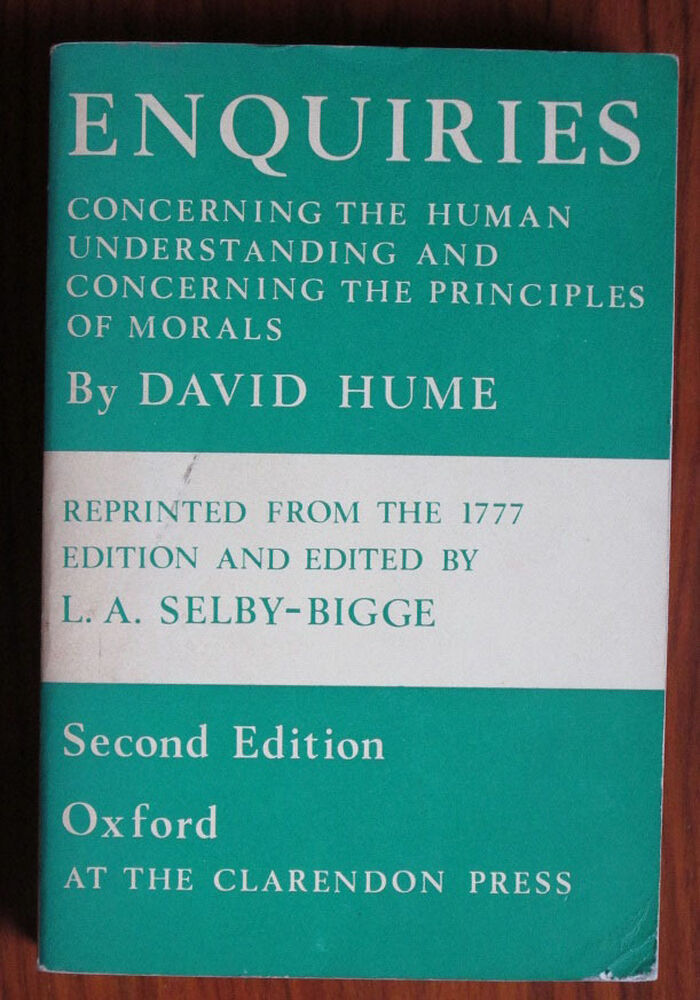 ENQUIRIES
CONCERNING THE HUMAN
UNDERSTANDING AND
CONCERNING THE PRINCIPLES
OF MORALS
By DAVID HUME
REPRINTED FROM THE 1777
EDITION AND EDITED BY
L. A. SELBY-BIGGE
Second Edition
Oxford
AT THE CLARENDON PRESS